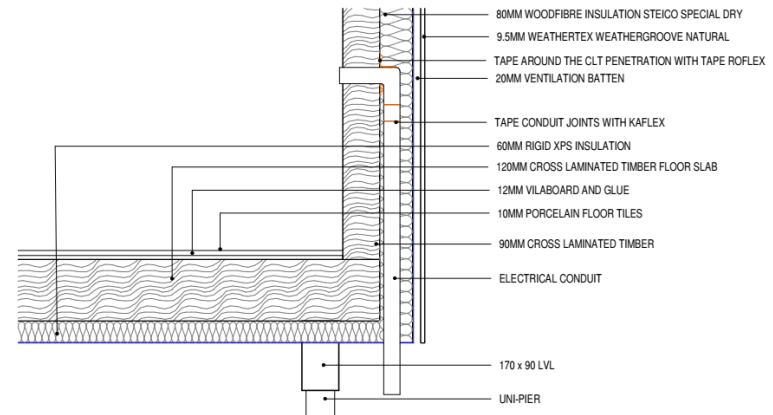 80MM WOODFIBRE INSULATION STEICO SPECIAL DRY
9.5MM WEATHERTEX WEATHERGROOVE NATURAL
TAPE AROUND THE CLT PENETRATION WITH TAPE ROFLEX
20MM VENTILATION BATTEN
TAPE CONDUIT JOINTS WITH KAFLEX
60MM RIGID XPS INSULATION
120MM CROSS LAMINATED TIMBER FLOOR SLAB
12MM VILABOARD AND GLUE
10MM PORCELAIN FLOOR TILES
90MM CROSS LAMINATED TIMBER
ELECTRICAL CONDUIT
170 x 90 LVL
UNI-PIER